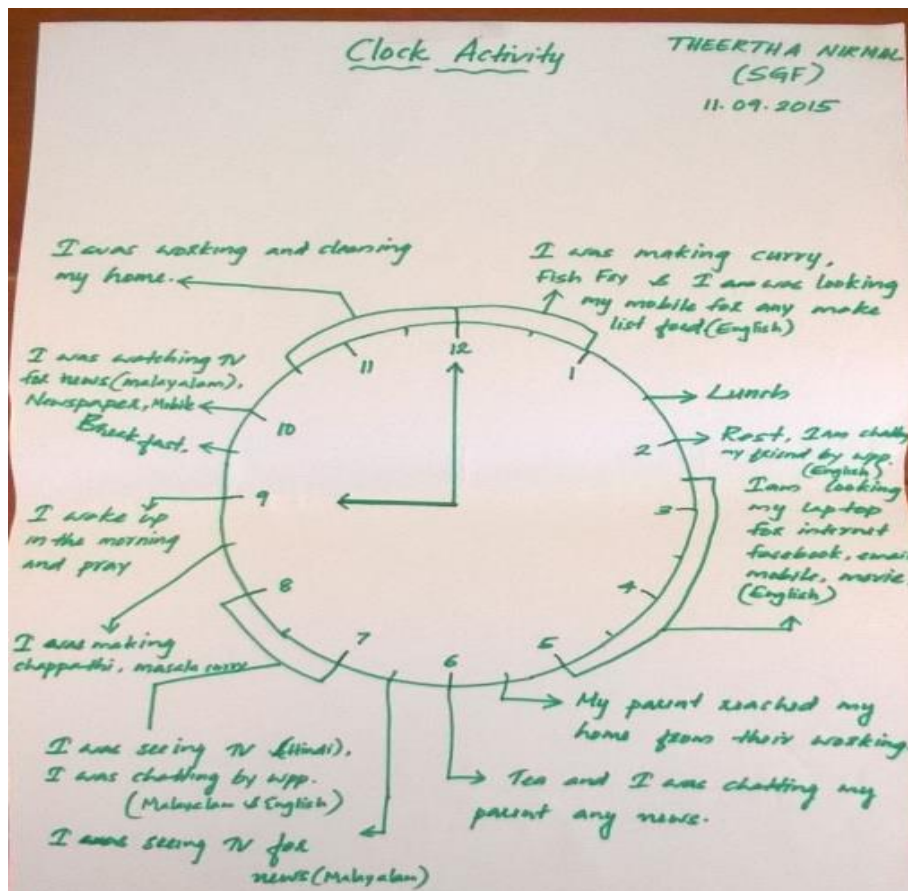 Clock Activity
THEERTHA NIRMAL
(SGF)
11.09.2015
I was working and cleaning
my home.
I was making curry,
Fish Fry & I am was looking
my mobile for any make
list food (English)
12
1
2
3
4
5
6
7
8
9
10
11
Lunch
Rest, I am chatting
my friend by wpp.
(English)
I am looking
my laptop
for internet
facebook, email
mobile, movie
(English)
My parent reached my
home from their working.
Tea and I was chatting my
parent any news.
I was seeing TV for
news (Malayalam)
I was seeing TV (Hindi),
I was chatting by wpp.
(Malayalam & English)
I was making
chappathi, masala curry
I wake up
in the morning
and pray
Breakfast.
I was watching TV
for news (malayalam),
Newspaper, Mobile